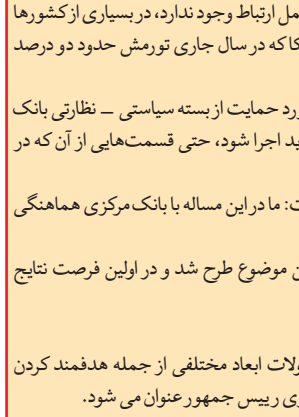 مل ارتباط وجود ندارد، در بسیاری از کشورها
کا که در سال جاری تورمش حدود دو درصد
ورد حمایت از بسته سیاستی – نظارتی بانک
ید اجرا شود، حتی قسمت‌هایی از آن که در
ت: ما در این مساله با بانک مرکزی هماهنگی
ن موضوع طرح شد و در اولین فرصت نتایج
ولات ابعاد مختلفی از جمله هدفمند کردن
وی رییس جمهور عنوان می شود.